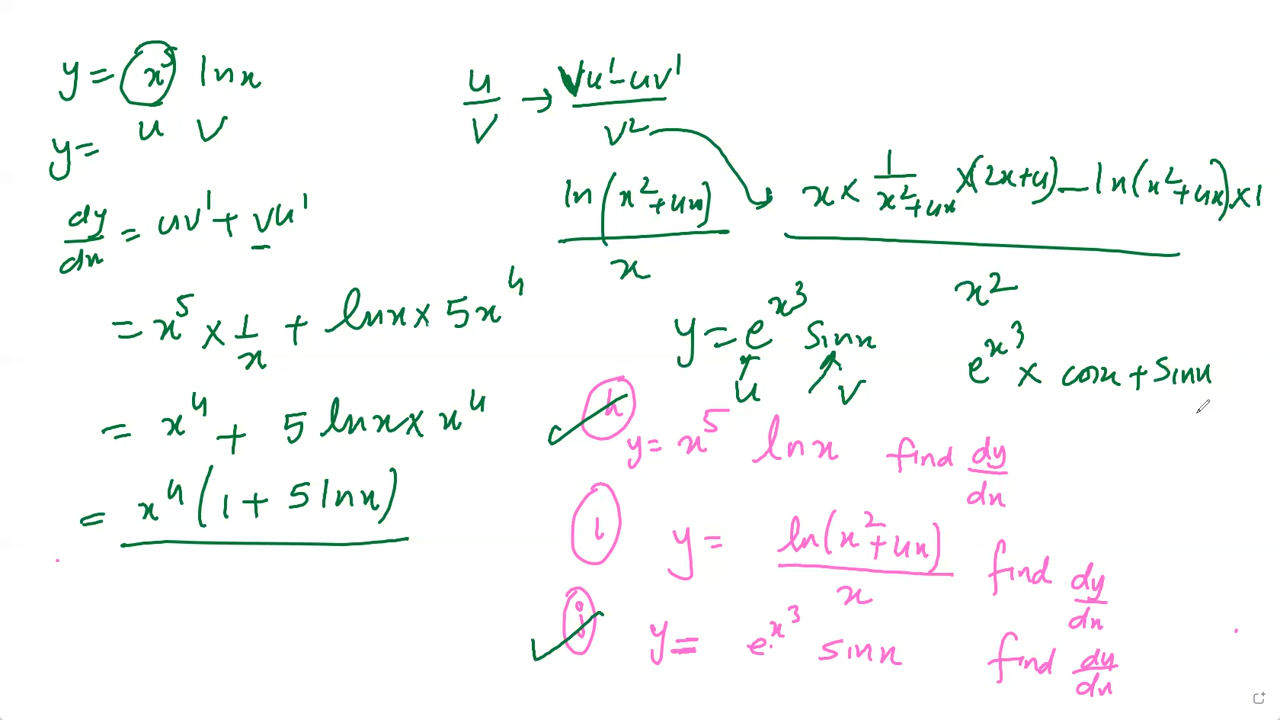 y = x⁵ ln x
u v
y =
dy/dx = uv' + vu'
= x⁵ × 1/x + ln x × 5x⁴
= x⁴ + 5 ln x × x⁴
= x⁴(1 + 5 ln x)
u/v → (vu' - uv')/v²
ln(x² + 4x)/x
(x × 1/(x² + 4x) × (2x + 4) - ln(x² + 4x) × 1)/x²
y = e^x³ sin x
u v
e^x³ × cos x + sin x
h
y = x⁵ ln x find dy/dx
i
y = ln(x² + 4x)/x find dy/dx
j
y = e^x³ sin x find dy/dx